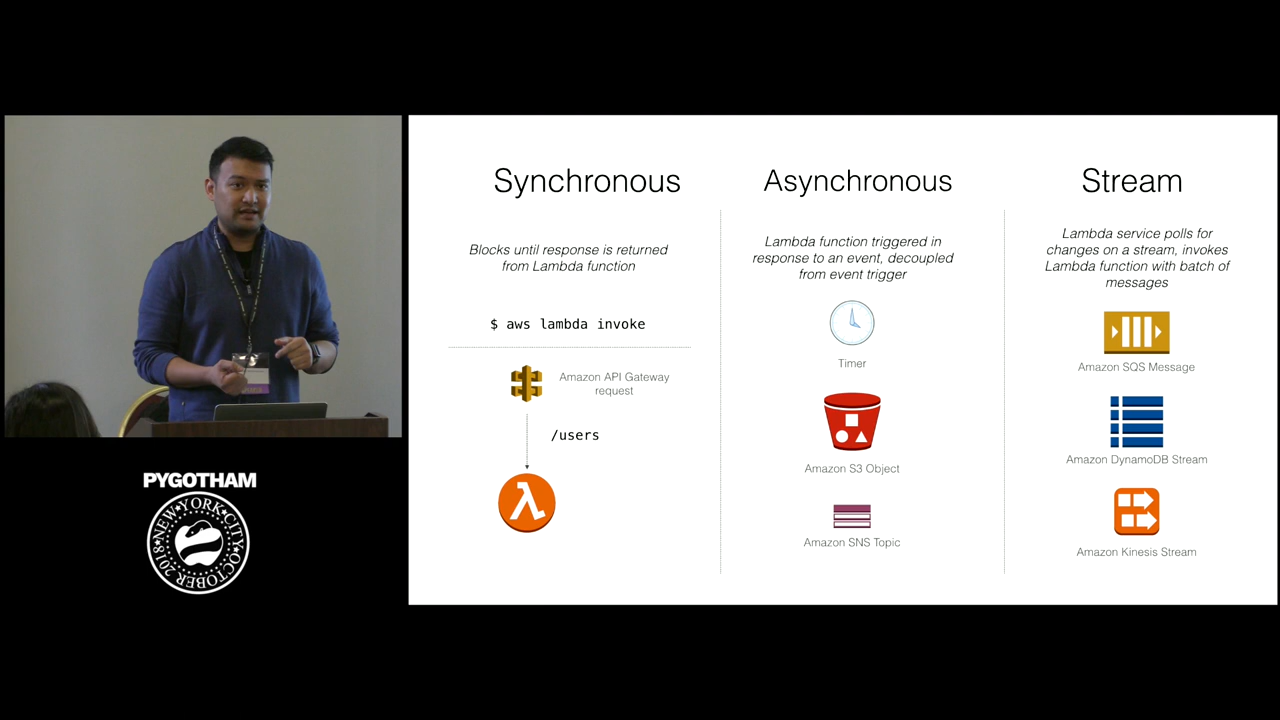 Synchronous
Blocks until response is returned
from Lambda function
$ aws lambda invoke
Amazon API Gateway
request
/users
λ
Asynchronous
Lambda function triggered in
response to an event, decoupled
from event trigger
Timer
Amazon S3 Object
Amazon SNS Topic
Stream
Lambda service polls for
changes on a stream, invokes
Lambda function with batch of
messages
Amazon SQS Message
Amazon DynamoDB Stream
Amazon Kinesis Stream
PYGOTHAM
NEW★YORK★CITY★OCTOBER 2018★